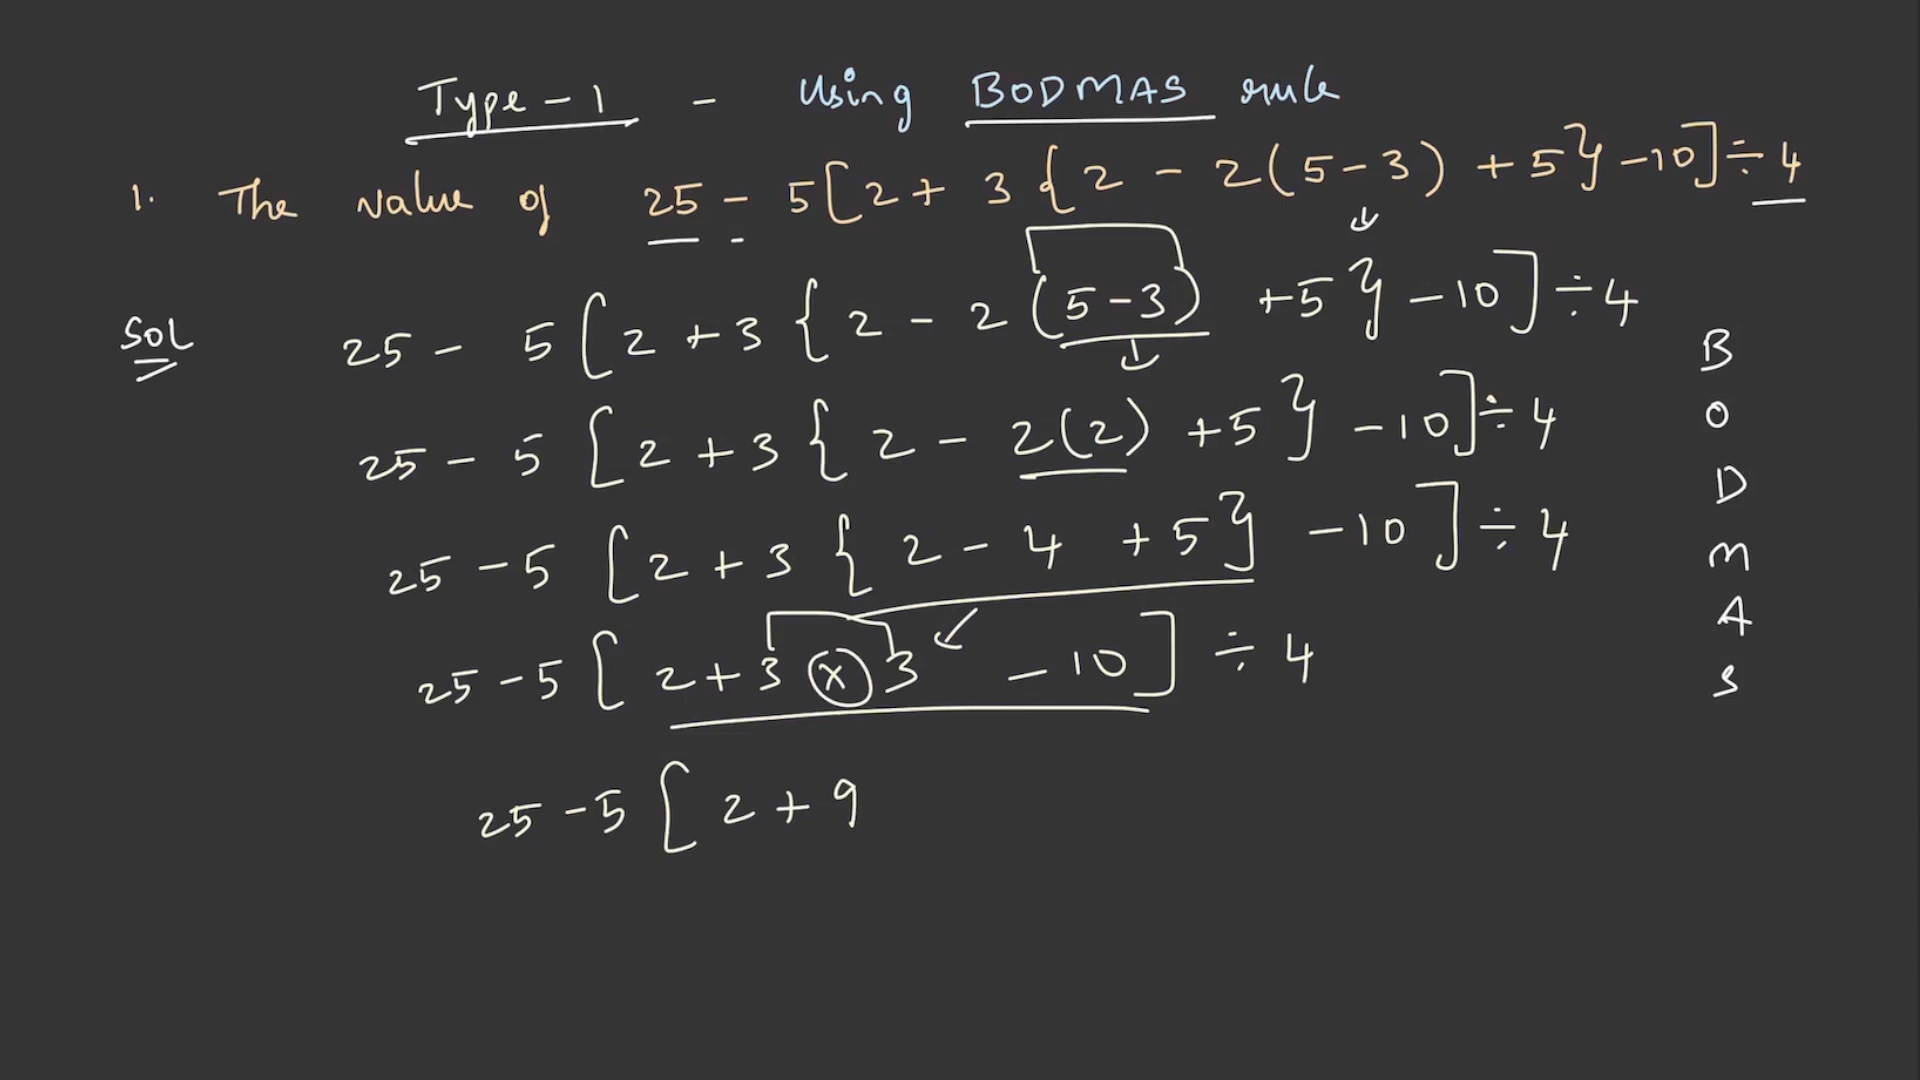 Type - 1 - Using BODMAS rule
1. The value of 25 - 5[2 + 3{2 - 2(5-3) + 5} - 10] ÷ 4
Sol
25 - 5[2 + 3{2 - 2(5-3) + 5} - 10] ÷ 4
25 - 5[2 + 3{2 - 2(2) + 5} - 10] ÷ 4
25 - 5[2 + 3{2 - 4 + 5} - 10] ÷ 4
25 - 5[2 + 3 x 3 - 10] ÷ 4
25 - 5[2 + 9
B
O
D
M
A
S